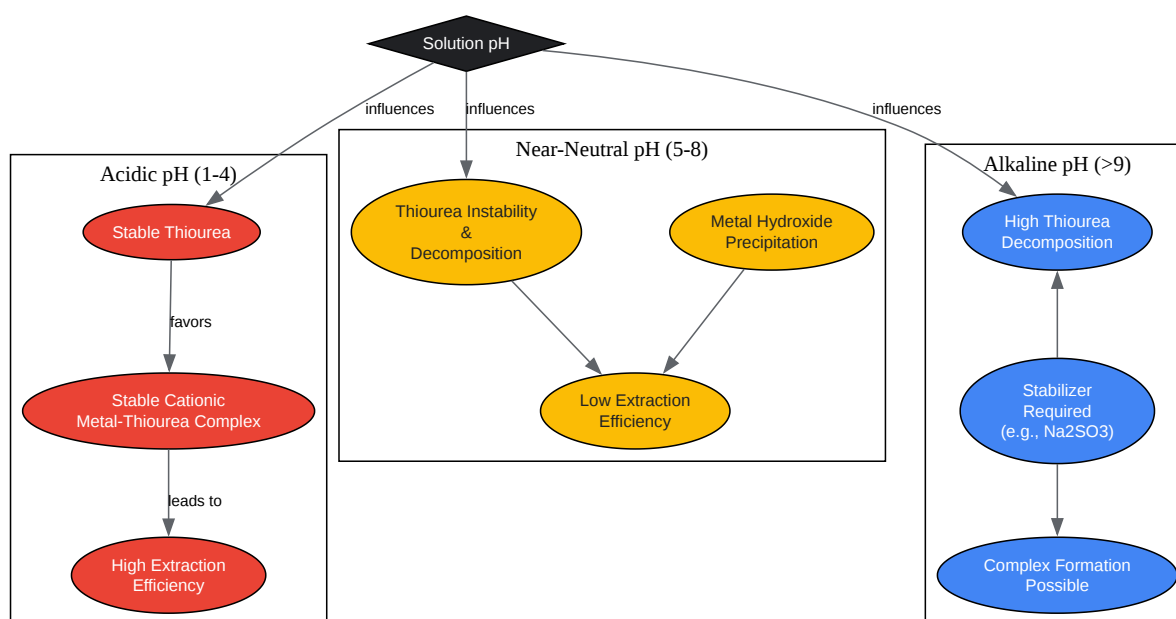 Solution pH
influences
influences
influences
Acidic pH (1-4)
Stable Thiourea
favors
Stable Cationic
Metal-Thiourea Complex
leads to
High Extraction
Efficiency
Near-Neutral pH (5-8)
Thiourea Instability
&
Decomposition
Metal Hydroxide
Precipitation
Low Extraction
Efficiency
Alkaline pH (>9)
High Thiourea
Decomposition
Stabilizer
Required
(e.g., Na2SO3)
Complex Formation
Possible